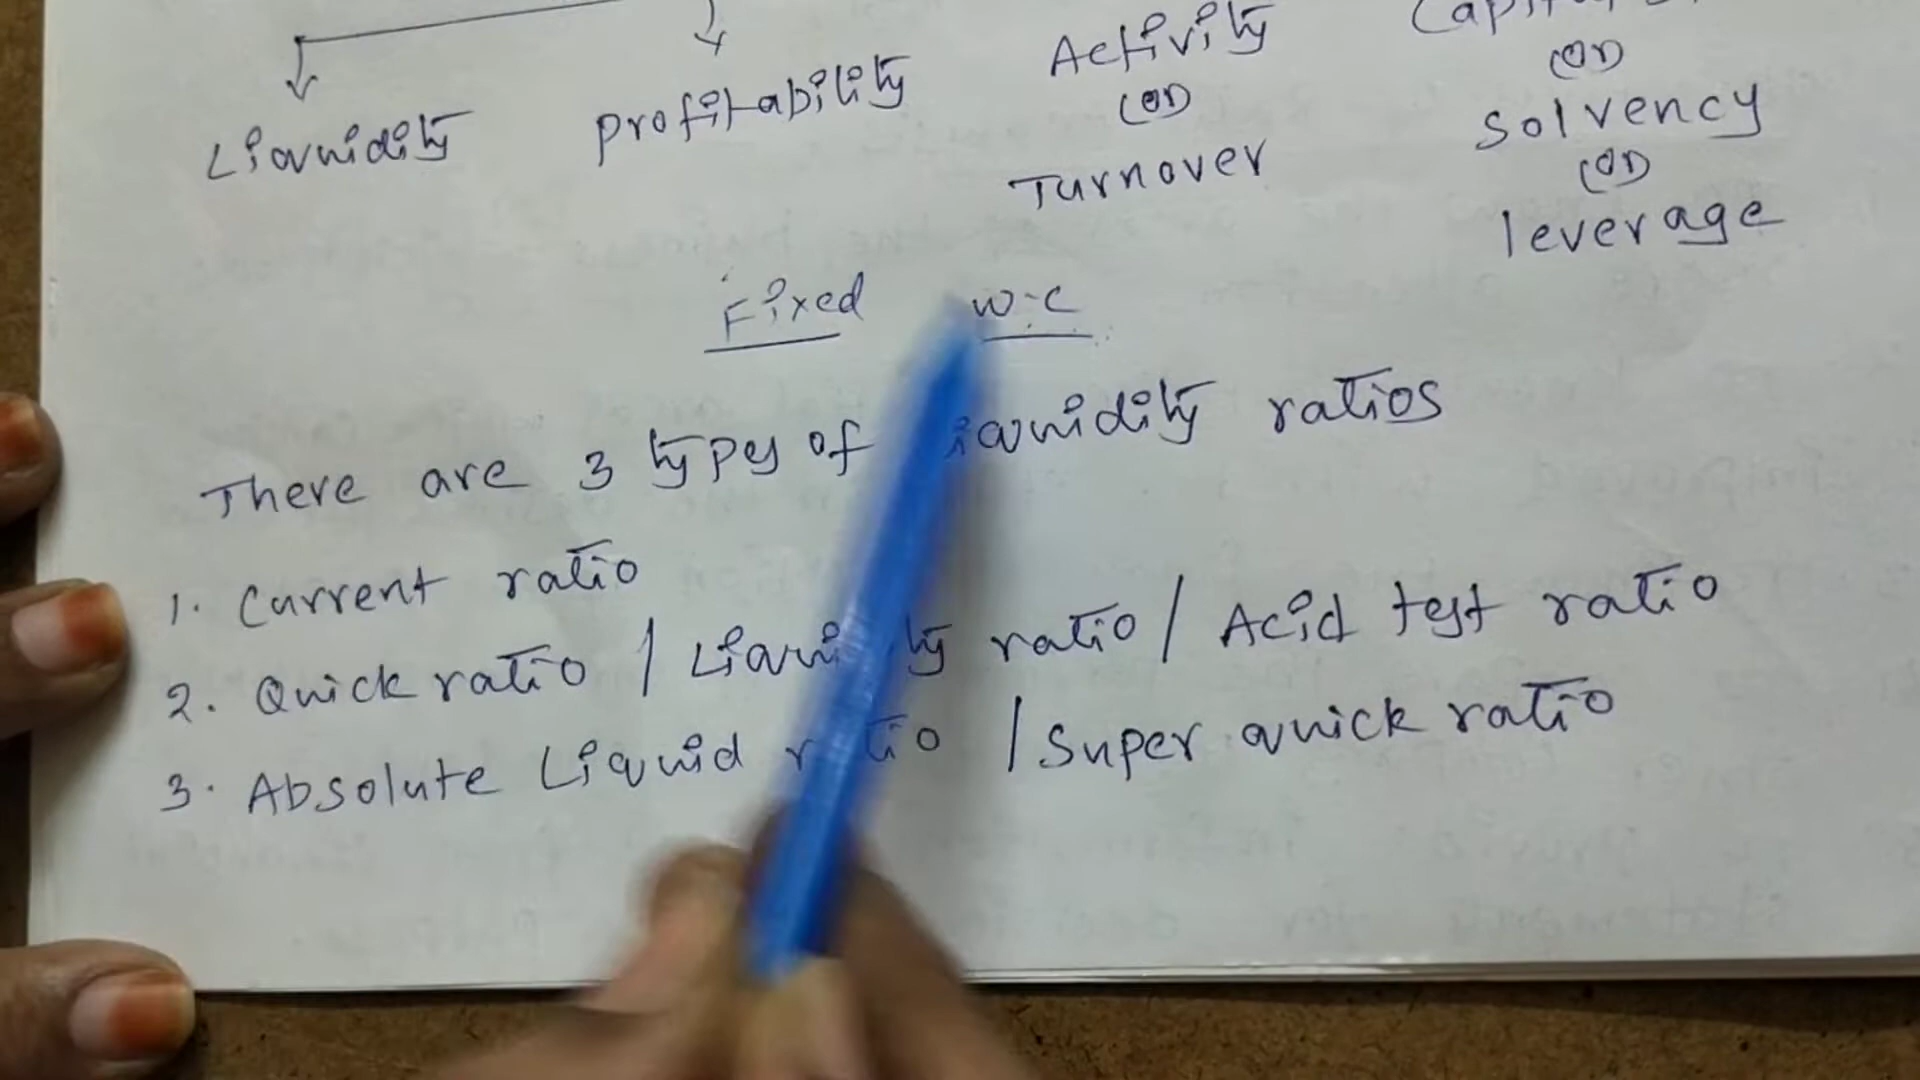 Activity
(or)
Solvency
(or)
leverage
Liquidity
profitability
(or)
Turnover
Fixed W.C
There are 3 types of liquidity ratios
1. Current ratio
2. Quick ratio / Liquidity ratio / Acid test ratio
3. Absolute Liquid ratio / Super quick ratio